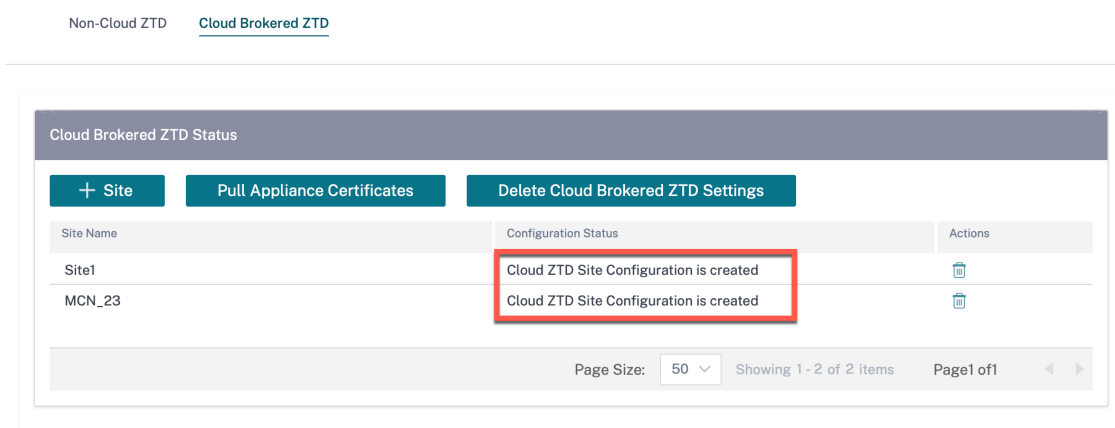 Non-Cloud ZTD Cloud Brokered ZTD
Cloud Brokered ZTD Status
+ Site Pull Appliance Certificates Delete Cloud Brokered ZTD Settings
Site Name Configuration Status Actions
Site1 Cloud ZTD Site Configuration is created
MCN_23 Cloud ZTD Site Configuration is created
Page Size: 50 Showing 1 - 2 of 2 items Page1 of1